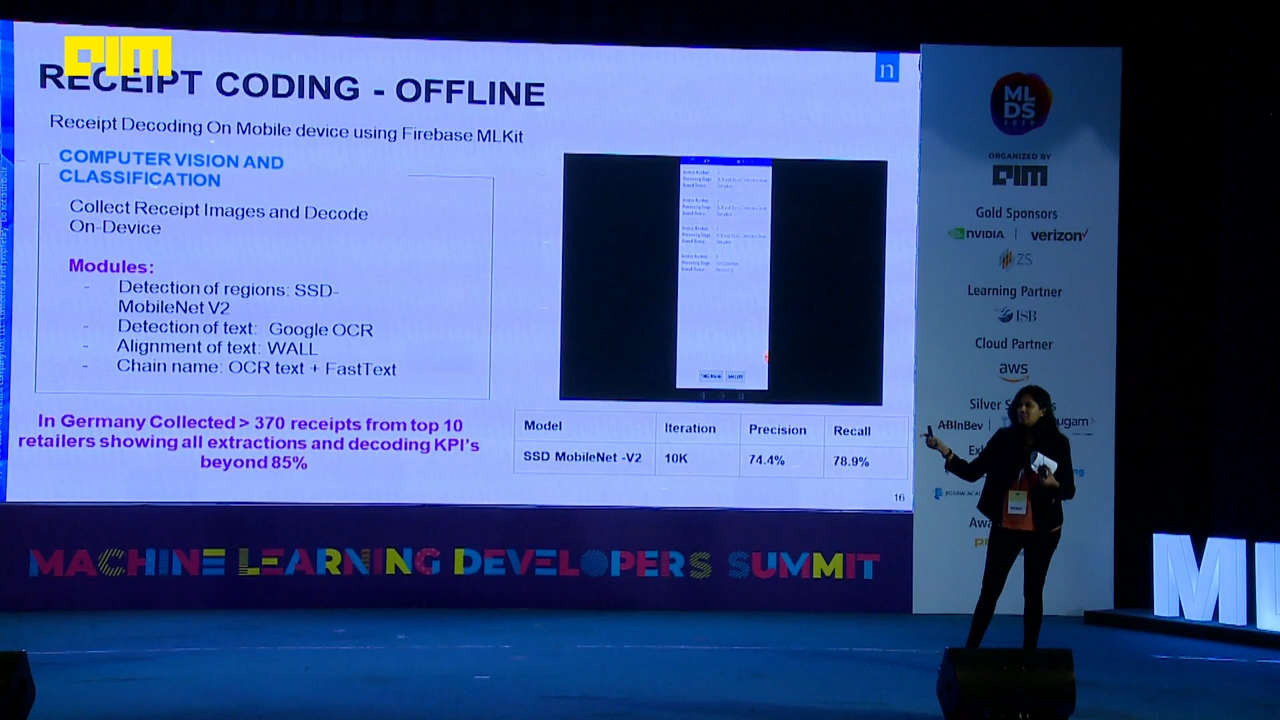 AIM
RECEIPT CODING - OFFLINE
n
Receipt Decoding On Mobile device using Firebase MLKit
COMPUTER VISION AND
CLASSIFICATION
Collect Receipt Images and Decode
On-Device
Modules:
- Detection of regions: SSD-
MobileNet V2
- Detection of text: Google OCR
- Alignment of text: WALL
- Chain name: OCR text + FastText
In Germany Collected > 370 receipts from top 10
retailers showing all extractions and decoding KPI's
beyond 85%
Model Iteration Precision Recall
SSD MobileNet -V2 10K 74.4% 78.9%
16
MACHINE LEARNING DEVELOPERS SUMMIT
ML
DS
2020
ORGANIZED BY
AIM
Gold Sponsors
NVIDIA verizon
ZS
Learning Partner
ISB
Cloud Partner
aws
Silver
ABInBev
ML